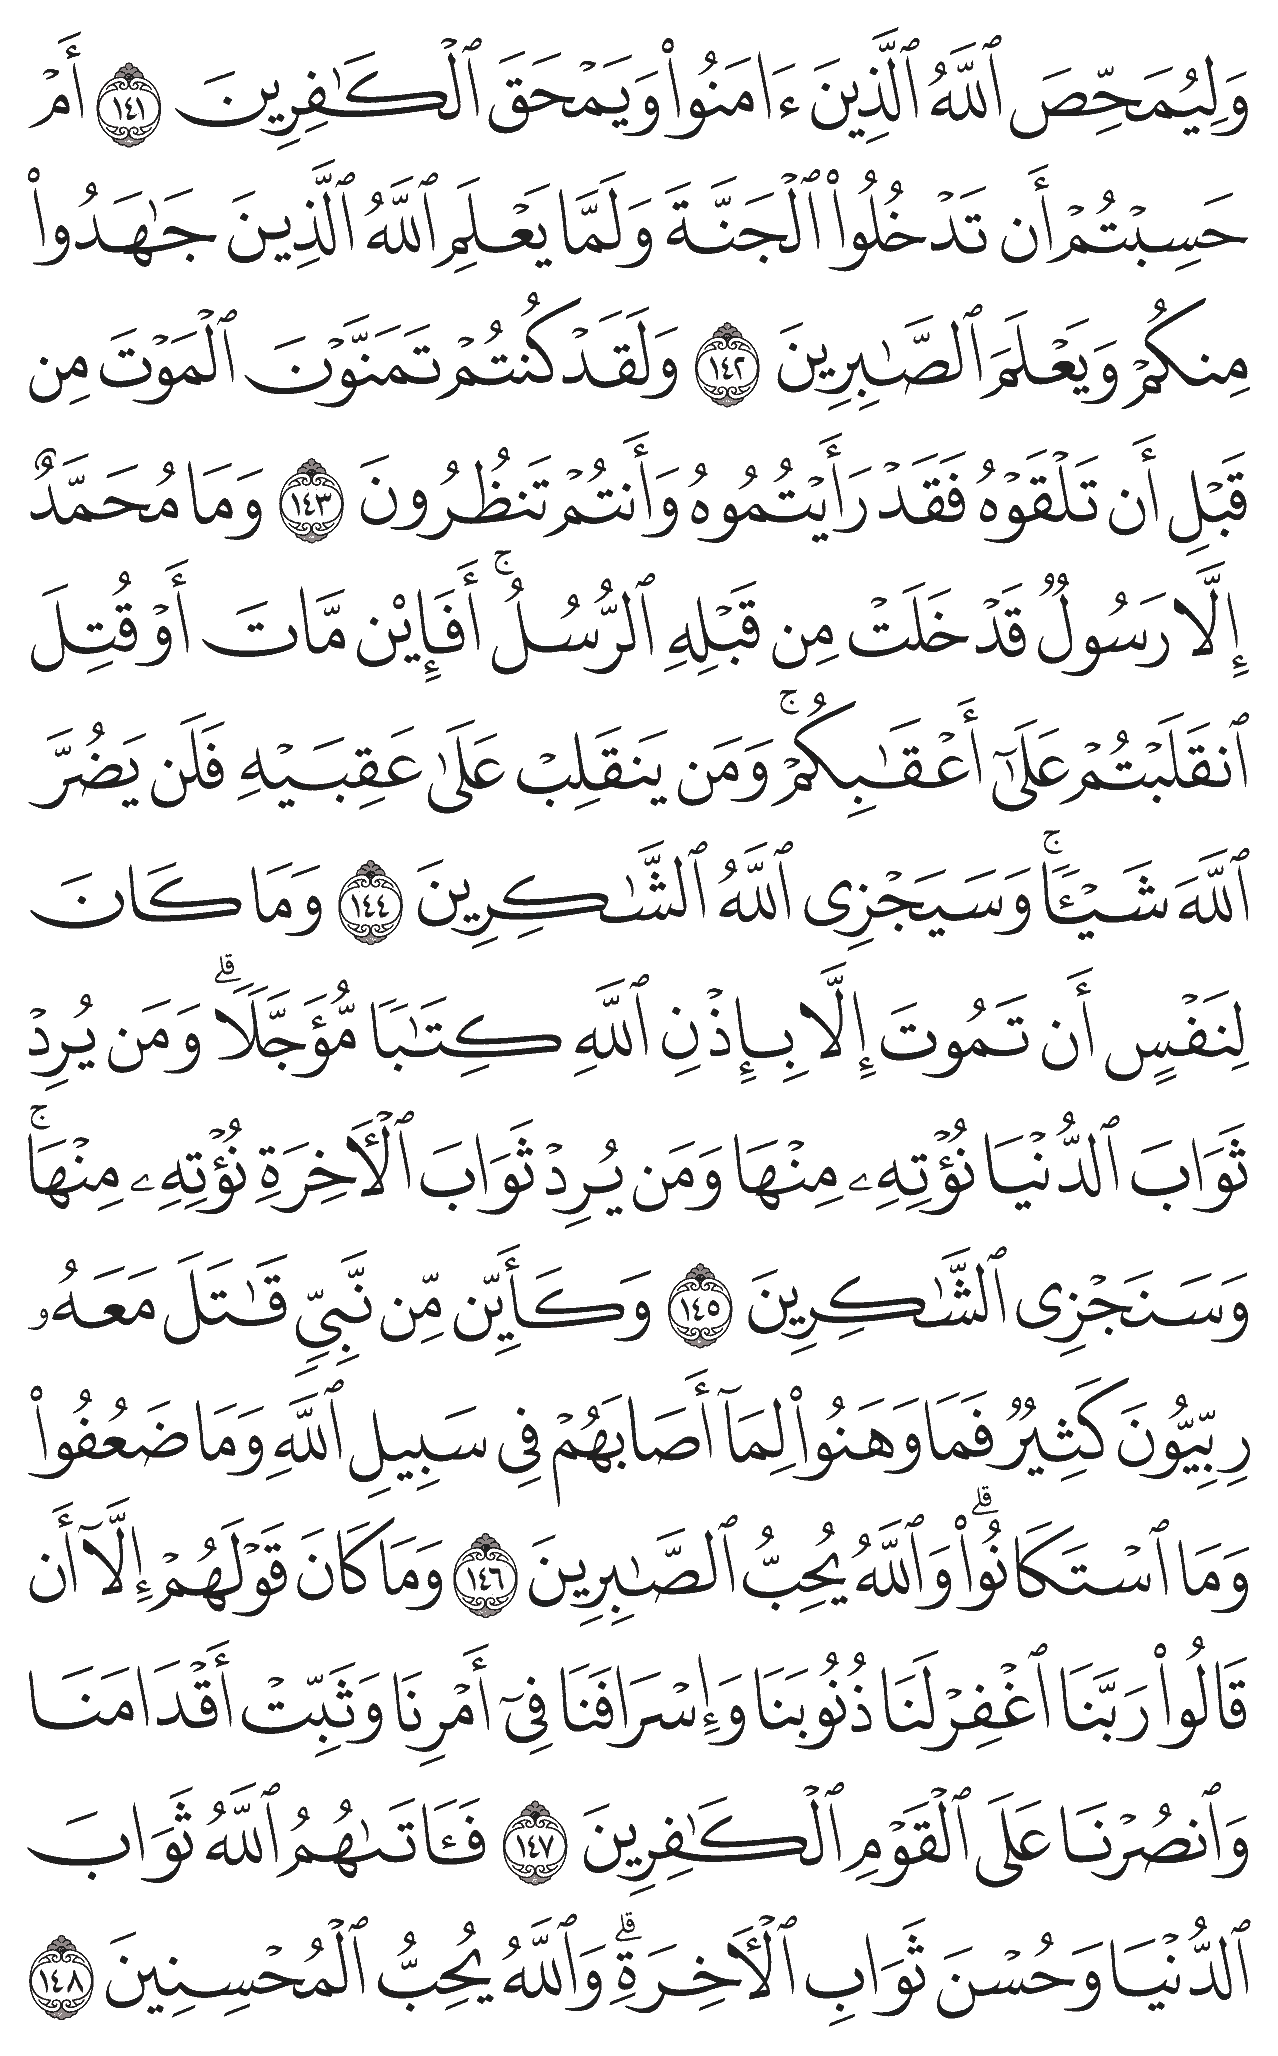 وَلِيُمَحِّصَ ٱللَّهُ ٱلَّذِينَ ءَامَنُوا۟ وَيَمْحَقَ ٱلْكَـٰفِرِينَ ١٤١ أَمْ
حَسِبْتُمْ أَن تَدْخُلُوا۟ ٱلْجَنَّةَ وَلَمَّا يَعْلَمِ ٱللَّهُ ٱلَّذِينَ جَـٰهَدُوا۟
مِنكُمْ وَيَعْلَمَ ٱلصَّـٰبِرِينَ ١٤٢ وَلَقَدْ كُنتُمْ تَمَنَّوْنَ ٱلْمَوْتَ مِن
قَبْلِ أَن تَلْقَوْهُ فَقَدْ رَأَيْتُمُوهُ وَأَنتُمْ تَنظُرُونَ ١٤٣ وَمَا مُحَمَّدٌ
إِلَّا رَسُولٌ قَدْ خَلَتْ مِن قَبْلِهِ ٱلرُّسُلُ ۚ أَفَإِي۟ن مَّاتَ أَوْ قُتِلَ
ٱنقَلَبْتُمْ عَلَىٰٓ أَعْقَـٰبِكُمْ ۚ وَمَن يَنقَلِبْ عَلَىٰ عَقِبَيْهِ فَلَن يَضُرَّ
ٱللَّهَ شَيْـًٔا ۚ وَسَيَجْزِى ٱللَّهُ ٱلشَّـٰكِرِينَ ١٤٤ وَمَا كَانَ
لِنَفْسٍ أَن تَمُوتَ إِلَّا بِإِذْنِ ٱللَّهِ كِتَـٰبًا مُّؤَجَّلًا ۗ وَمَن يُرِدْ
ثَوَابَ ٱلدُّنْيَا نُؤْتِهِۦ مِنْهَا وَمَن يُرِدْ ثَوَابَ ٱلْـَٔاخِرَةِ نُؤْتِهِۦ مِنْهَا ۚ
وَسَنَجْزِى ٱلشَّـٰكِرِينَ ١٤٥ وَكَأَيِّن مِّن نَّبِىٍّ قَـٰتَلَ مَعَهُۥ
رِبِّيُّونَ كَثِيرٌ فَمَا وَهَنُوا۟ لِمَآ أَصَابَهُمْ فِى سَبِيلِ ٱللَّهِ وَمَا ضَعُفُوا۟
وَمَا ٱسْتَكَانُوا۟ ۗ وَٱللَّهُ يُحِبُّ ٱلصَّـٰبِرِينَ ١٤٦ وَمَا كَانَ قَوْلَهُمْ إِلَّآ أَن
قَالُوا۟ رَبَّنَا ٱغْفِرْ لَنَا ذُنُوبَنَا وَإِسْرَافَنَا فِىٓ أَمْرِنَا وَثَبِّتْ أَقْدَامَنَا
وَٱنصُرْنَا عَلَى ٱلْقَوْمِ ٱلْكَـٰفِرِينَ ١٤٧ فَـَٔاتَىٰهُمُ ٱللَّهُ ثَوَابَ
ٱلدُّنْيَا وَحُسْنَ ثَوَابِ ٱلْـَٔاخِرَةِ ۗ وَٱللَّهُ يُحِبُّ ٱلْمُحْسِنِينَ ١٤٨